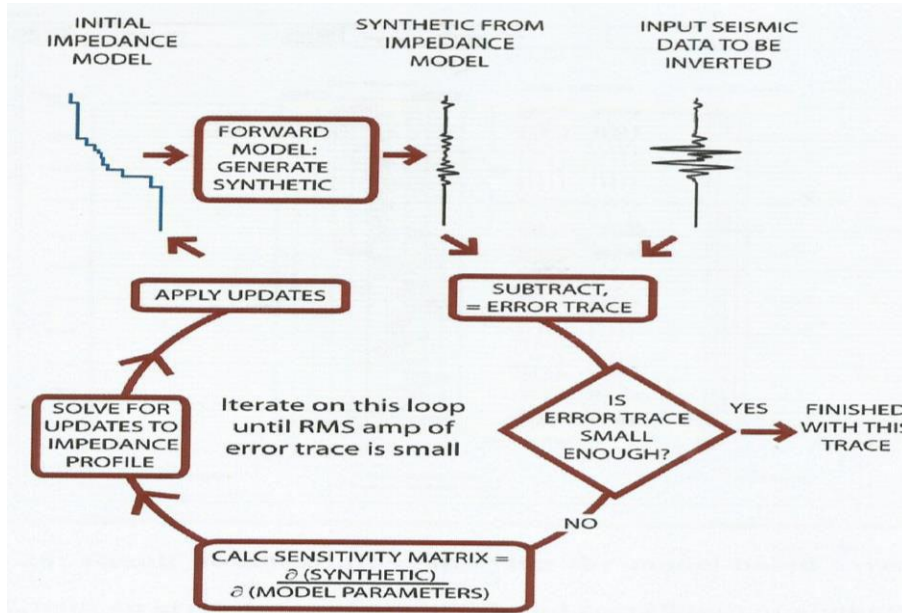 INITIAL
IMPEDANCE
MODEL
SYNTHETIC FROM
IMPEDANCE
MODEL
INPUT SEISMIC
DATA TO BE
INVERTED
FORWARD
MODEL:
GENERATE
SYNTHETIC
APPLY UPDATES
SUBTRACT,
= ERROR TRACE
SOLVE FOR
UPDATES TO
IMPEDANCE
PROFILE
Iterate on this loop
until RMS amp of
error trace is small
IS
ERROR TRACE
SMALL
ENOUGH?
YES
FINISHED
WITH THIS
TRACE
NO
CALC SENSITIVITY MATRIX =
∂ (SYNTHETIC)
∂ (MODEL PARAMETERS)